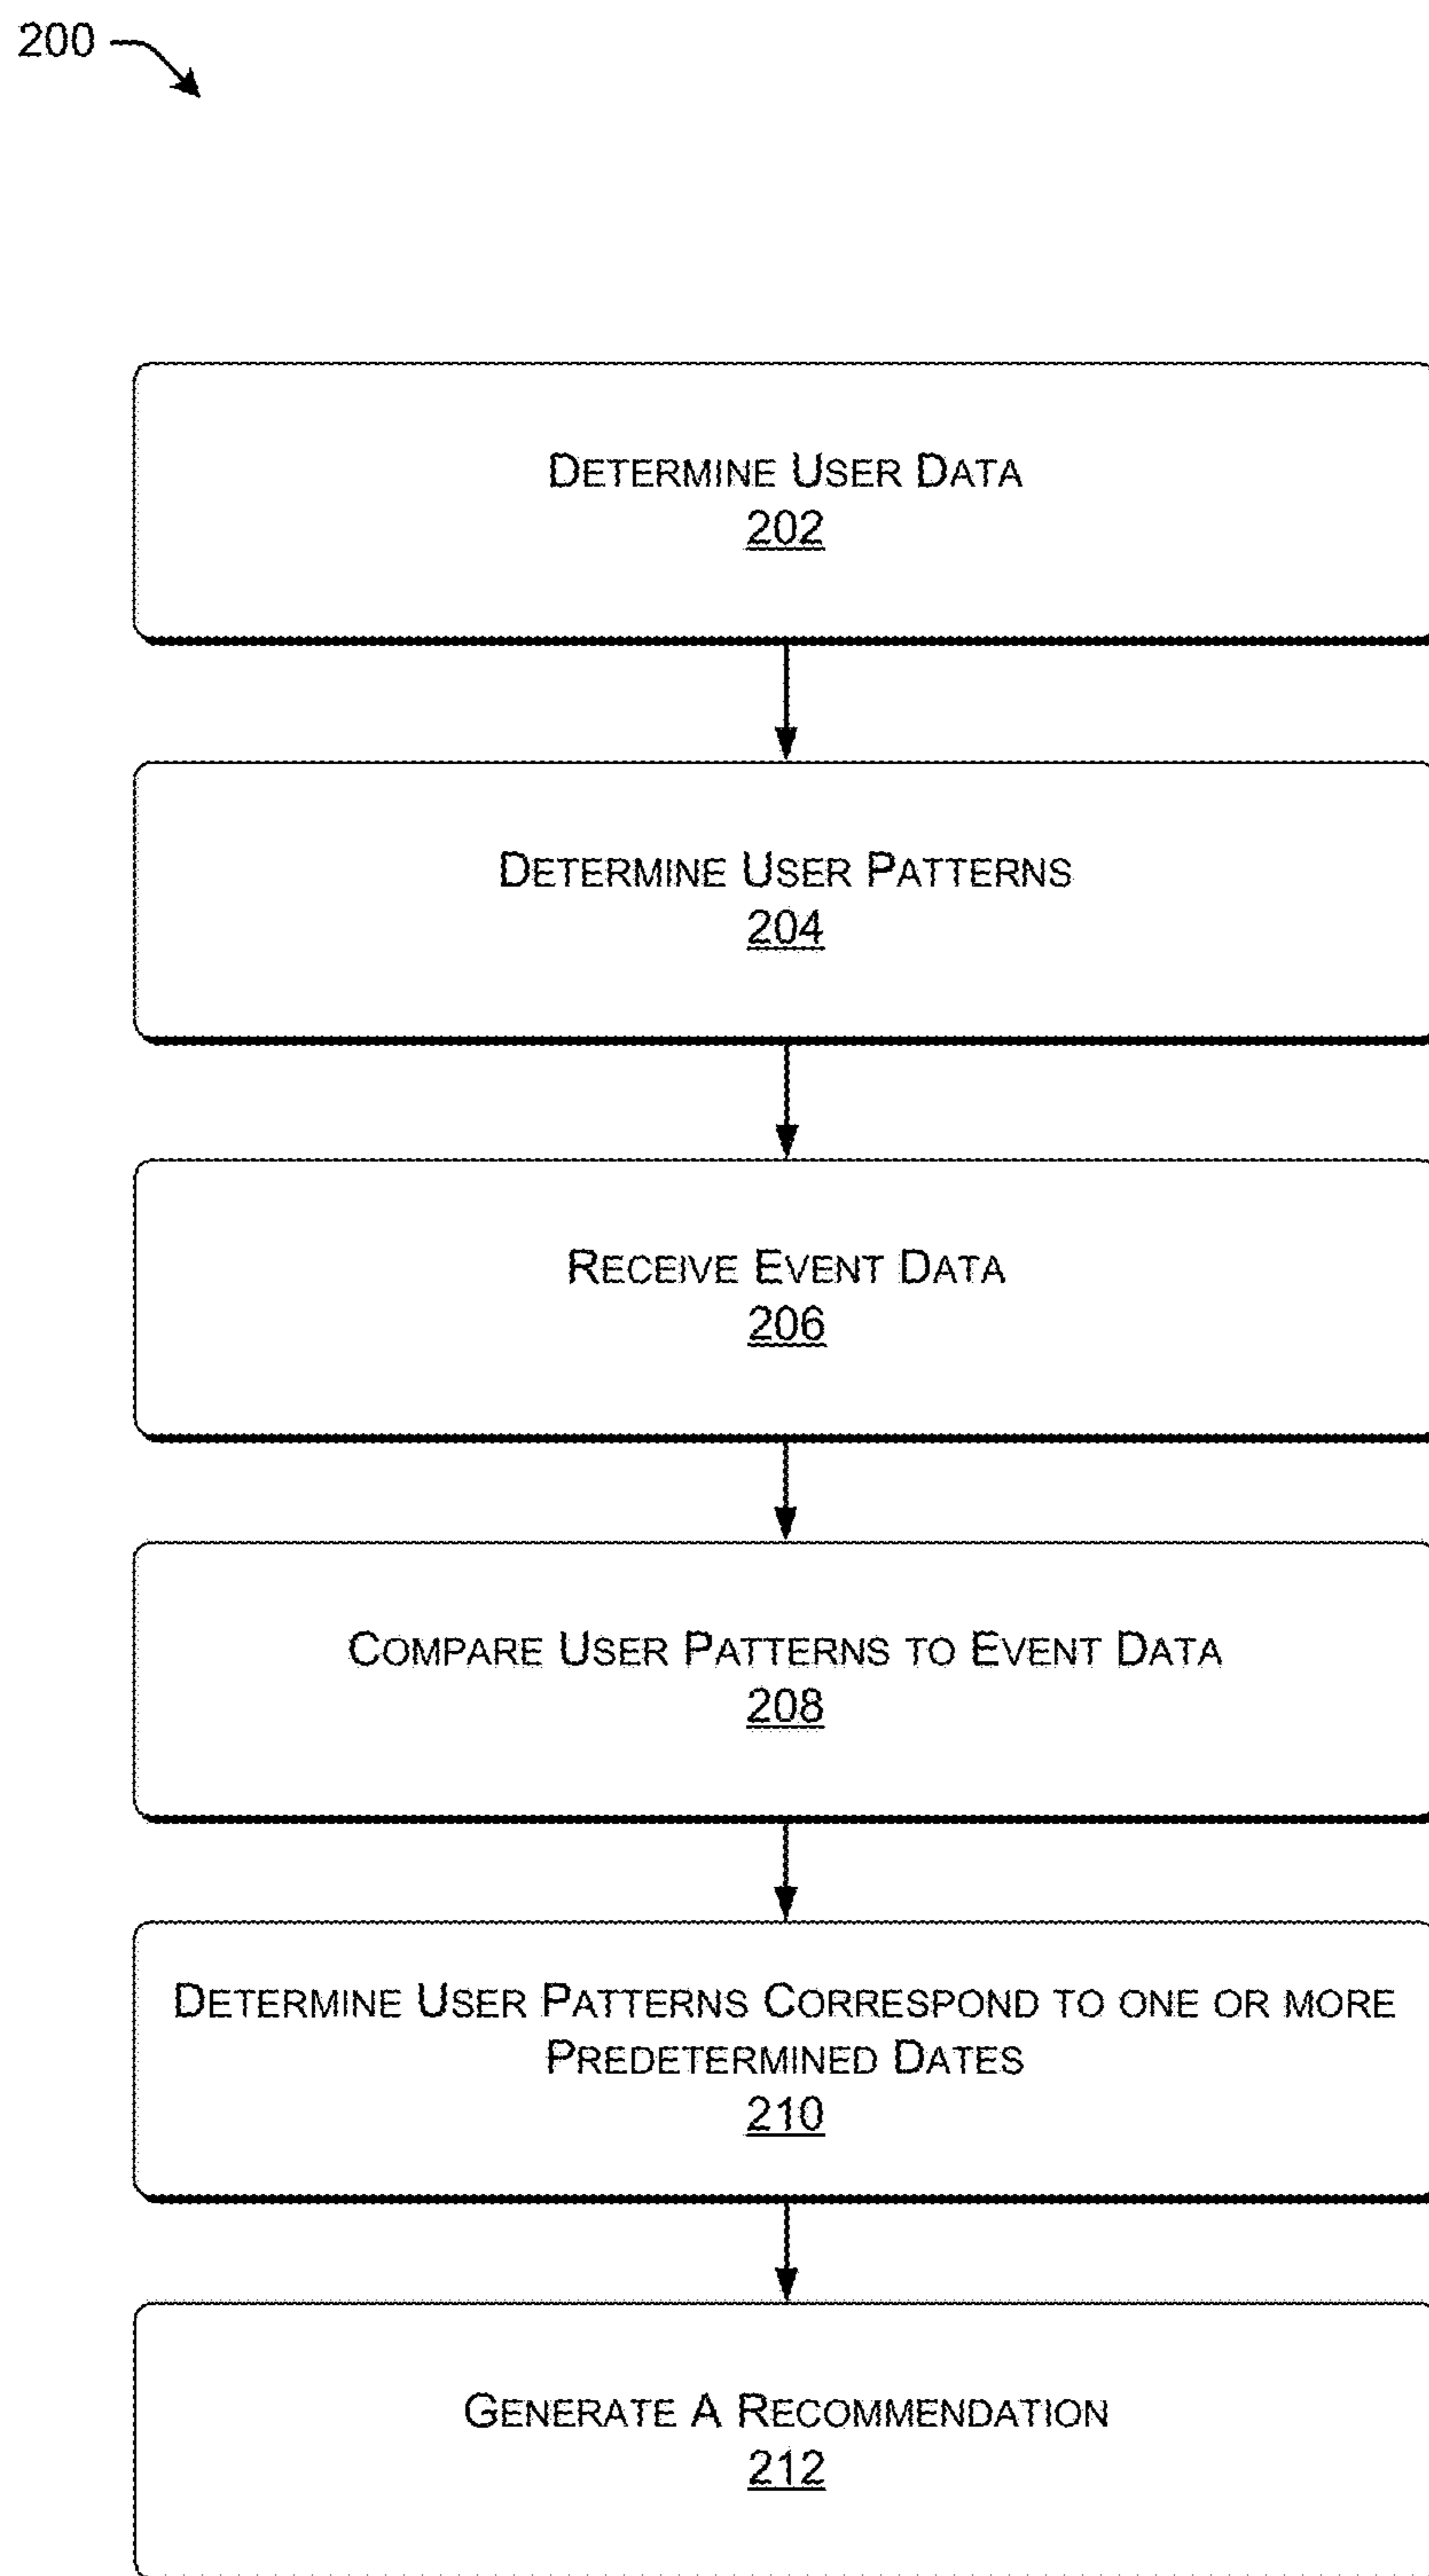 200
DETERMINE USER DATA
202
DETERMINE USER PATTERNS
204
RECEIVE EVENT DATA
206
COMPARE USER PATTERNS TO EVENT DATA
208
DETERMINE USER PATTERNS CORRESPOND TO ONE OR MORE
PREDETERMINED DATES
210
GENERATE A RECOMMENDATION
212